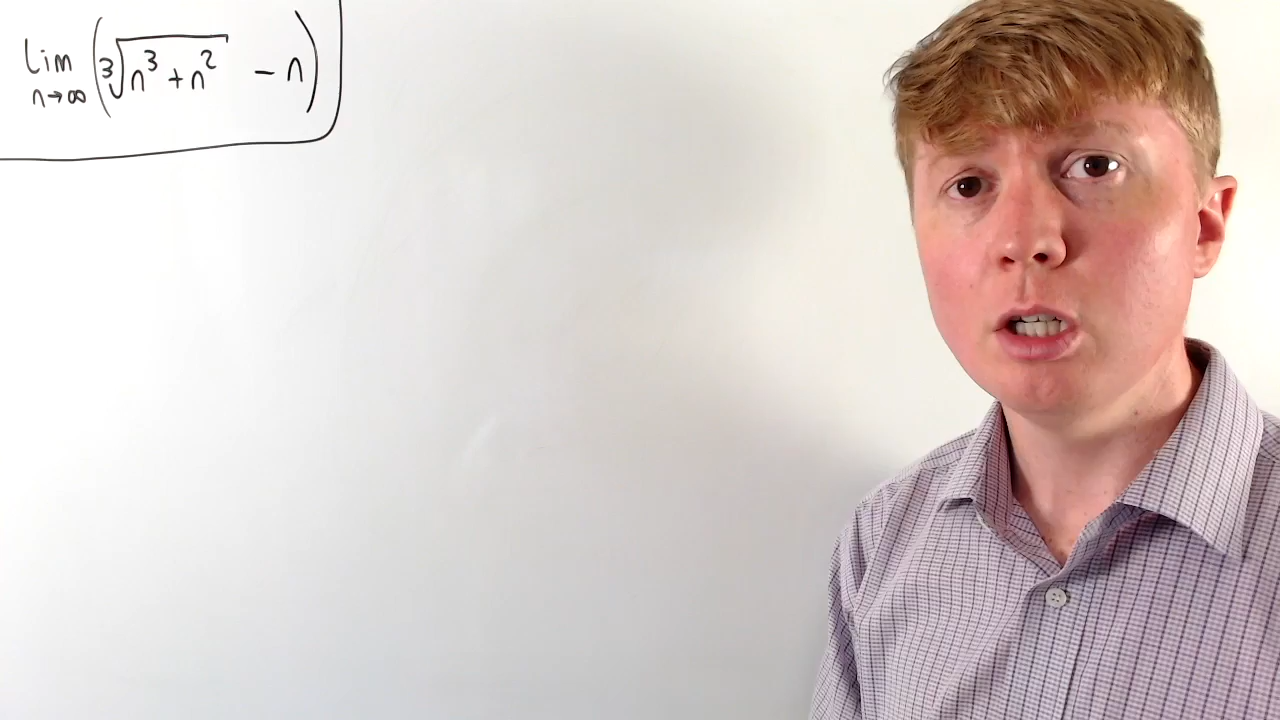 lim n→∞ (∛(n³ + n²) − n)